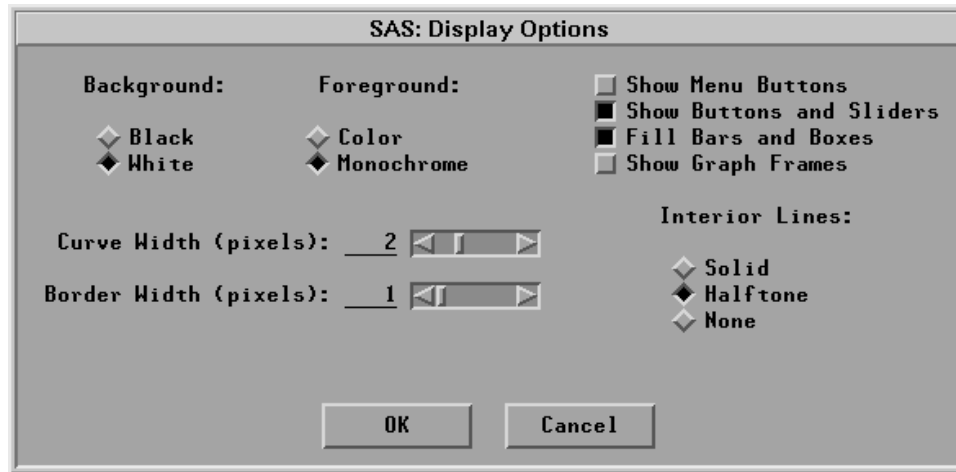 SAS: Display Options
Background:
Black
White
Foreground:
Color
Monochrome
Show Menu Buttons
Show Buttons and Sliders
Fill Bars and Boxes
Show Graph Frames
Curve Width (pixels): 2
Border Width (pixels): 1
Interior Lines:
Solid
Halftone
None
OK
Cancel